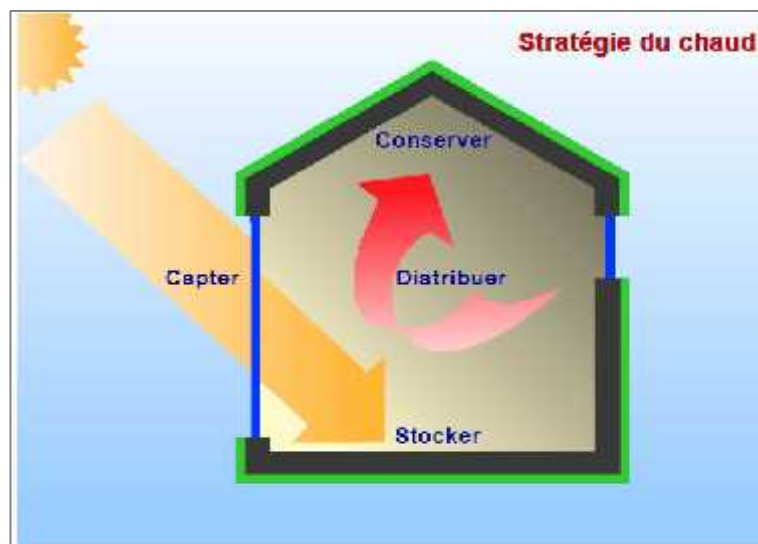 Stratégie du chaud
Conserver
Capter
Distribuer
Stocker